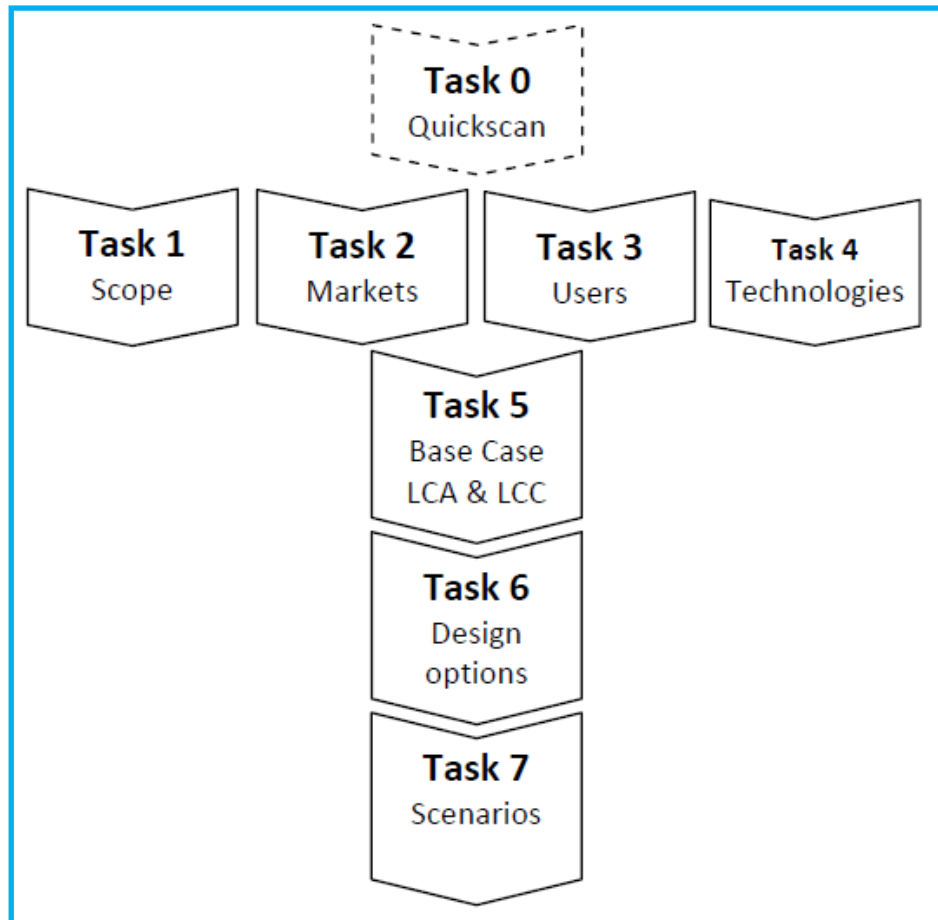 Task 0
Quickscan
Task 1
Scope
Task 2
Markets
Task 3
Users
Task 4
Technologies
Task 5
Base Case
LCA & LCC
Task 6
Design
options
Task 7
Scenarios